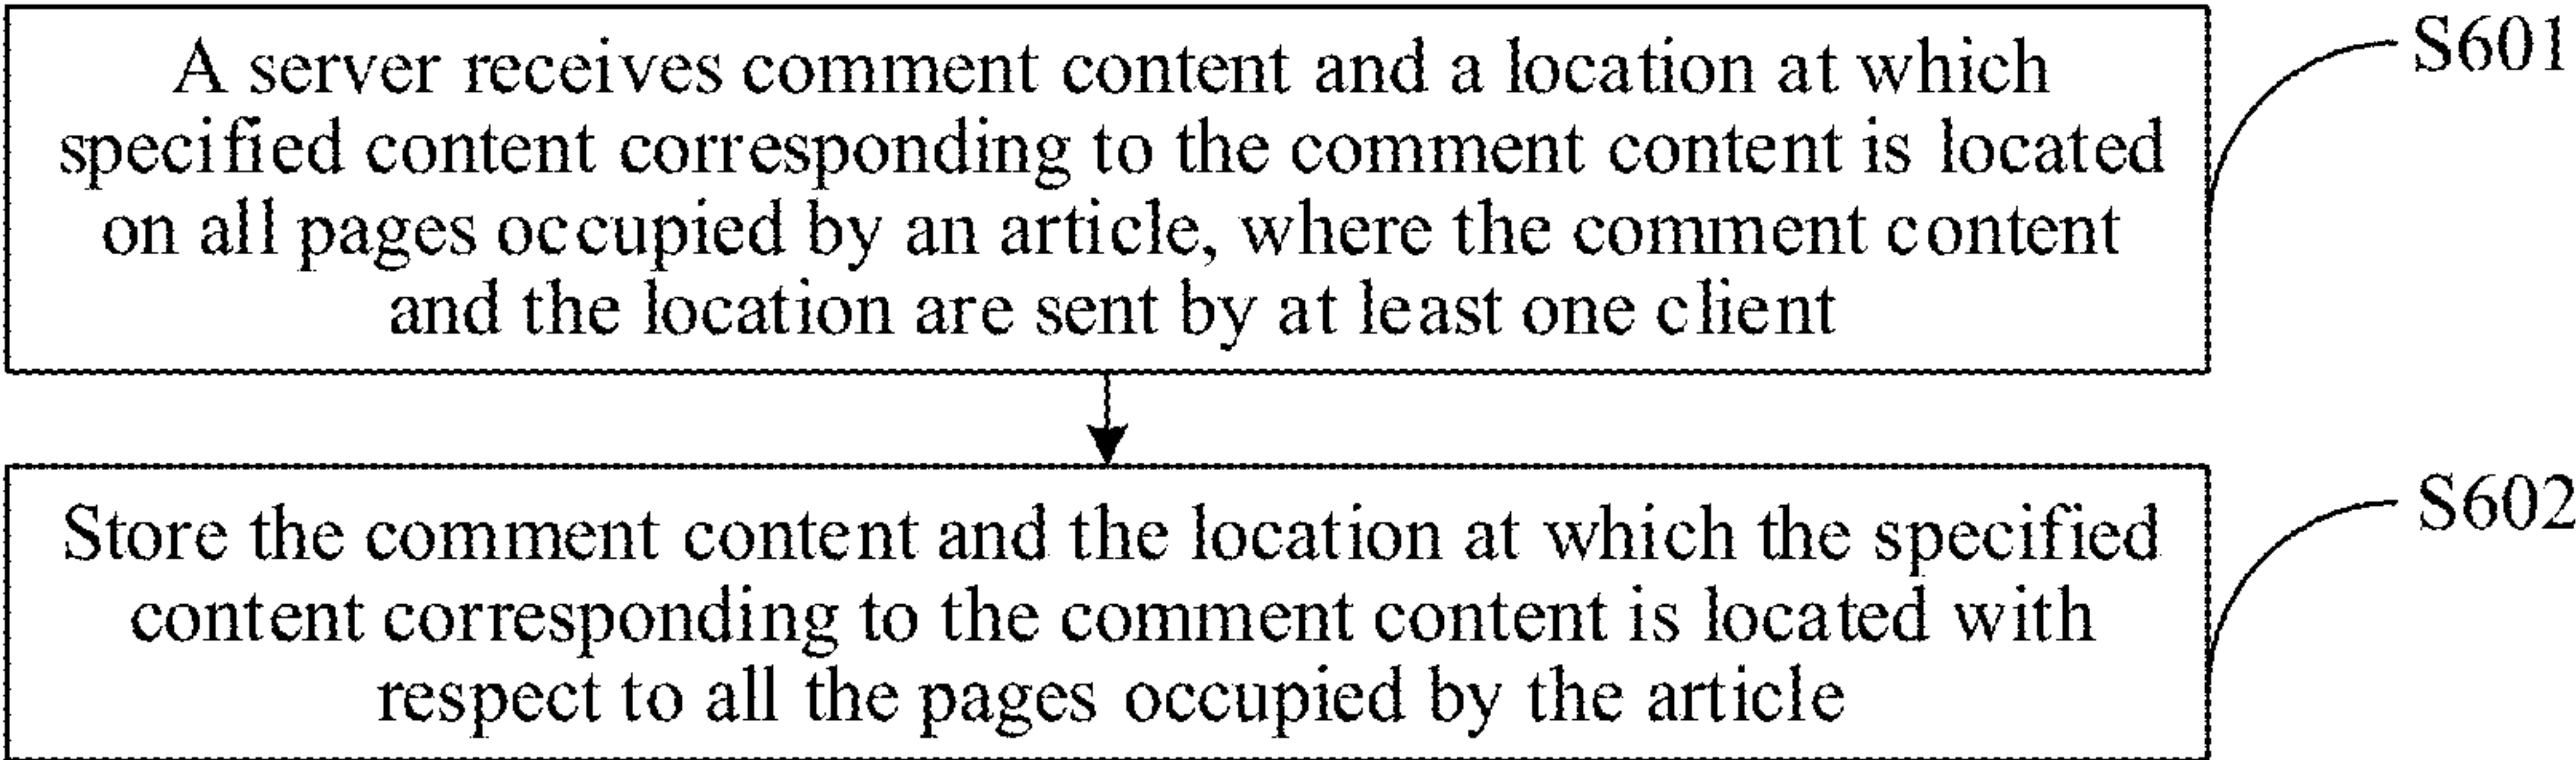 A server receives comment content and a location at which
specified content corresponding to the comment content is located
on all pages occupied by an article, where the comment content
and the location are sent by at least one client
S601
Store the comment content and the location at which the specified
content corresponding to the comment content is located with
respect to all the pages occupied by the article
S602